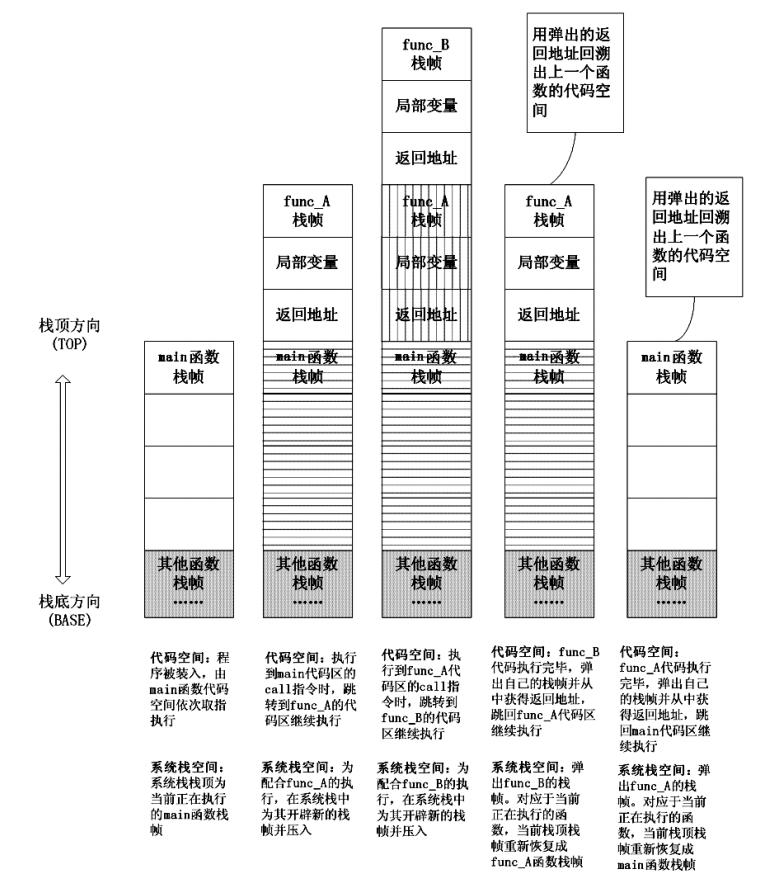 func_B
栈帧
局部变量
返回地址
func_A
栈帧
局部变量
返回地址
main函数
栈帧
其他函数
栈帧
……
用弹出的返
回地址回溯
出上一个函
数的代码空
间
func_A
栈帧
局部变量
返回地址
main函数
栈帧
其他函数
栈帧
……
func_A
栈帧
局部变量
返回地址
main函数
栈帧
其他函数
栈帧
……
用弹出的返
回地址回溯
出上一个函
数的代码空
间
main函数
栈帧
其他函数
栈帧
……
栈顶方向
(TOP)
main函数
栈帧
其他函数
栈帧
……
栈底方向
(BASE)
代码空间：程
序被装入，由
main函数代码
空间依次取指
执行
代码空间：执行
到main代码区的
call指令时，跳
转到func_A的代
码区继续执行
代码空间：执
行到func_A代
码区的call指
令时，跳转到
func_B的代码
区继续执行
代码空间：func_B
代码执行完毕，弹
出自己的栈帧并从
中获得返回地址，
跳回func_A代码区
继续执行
代码空间：
func_A代码执行
完毕，弹出自己
的栈帧并从中获
得返回地址，跳
回main代码区继
续执行
系统栈空间：
系统栈栈顶为
当前正在执行
的main函数栈
帧
系统栈空间：为
配合func_A的执
行，在系统栈中
为其开辟新的栈
帧并压入
系统栈空间：为
配合func_B的执
行，在系统栈中
为其开辟新的栈
帧并压入
系统栈空间：弹
出func_B的栈
帧。对应于当前
正在执行的函
数，当前栈顶栈
帧重新恢复成
func_A函数栈帧
系统栈空间：弹
出func_A的栈
帧。对应于当前
正在执行的函
数，当前栈顶栈
帧重新恢复成
main函数栈帧